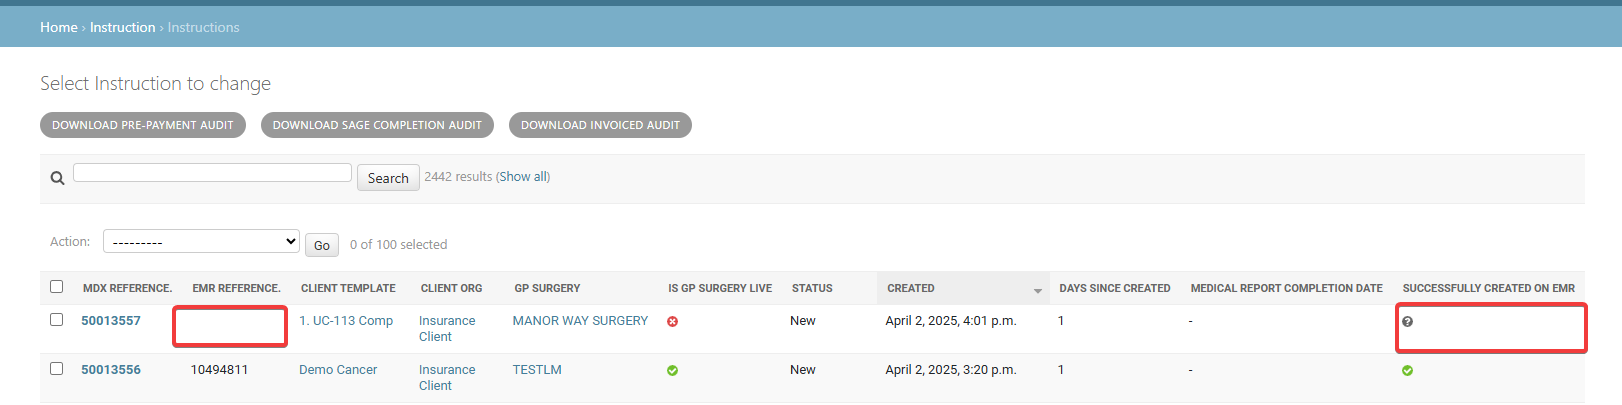 Home › Instruction › Instructions
Select Instruction to change
DOWNLOAD PRE-PAYMENT AUDIT DOWNLOAD SAGE COMPLETION AUDIT DOWNLOAD INVOICED AUDIT
Search 2442 results (Show all)
Action: --------- Go 0 of 100 selected
MDX REFERENCE. EMR REFERENCE. CLIENT TEMPLATE CLIENT ORG GP SURGERY IS GP SURGERY LIVE STATUS CREATED DAYS SINCE CREATED MEDICAL REPORT COMPLETION DATE SUCCESSFULLY CREATED ON EMR
50013557 1. UC-113 Comp Insurance MANOR WAY SURGERY New April 2, 2025, 4:01 p.m. 1 -
Client
50013556 10494811 Demo Cancer Insurance TESTLM New April 2, 2025, 3:20 p.m. 1 -
Client